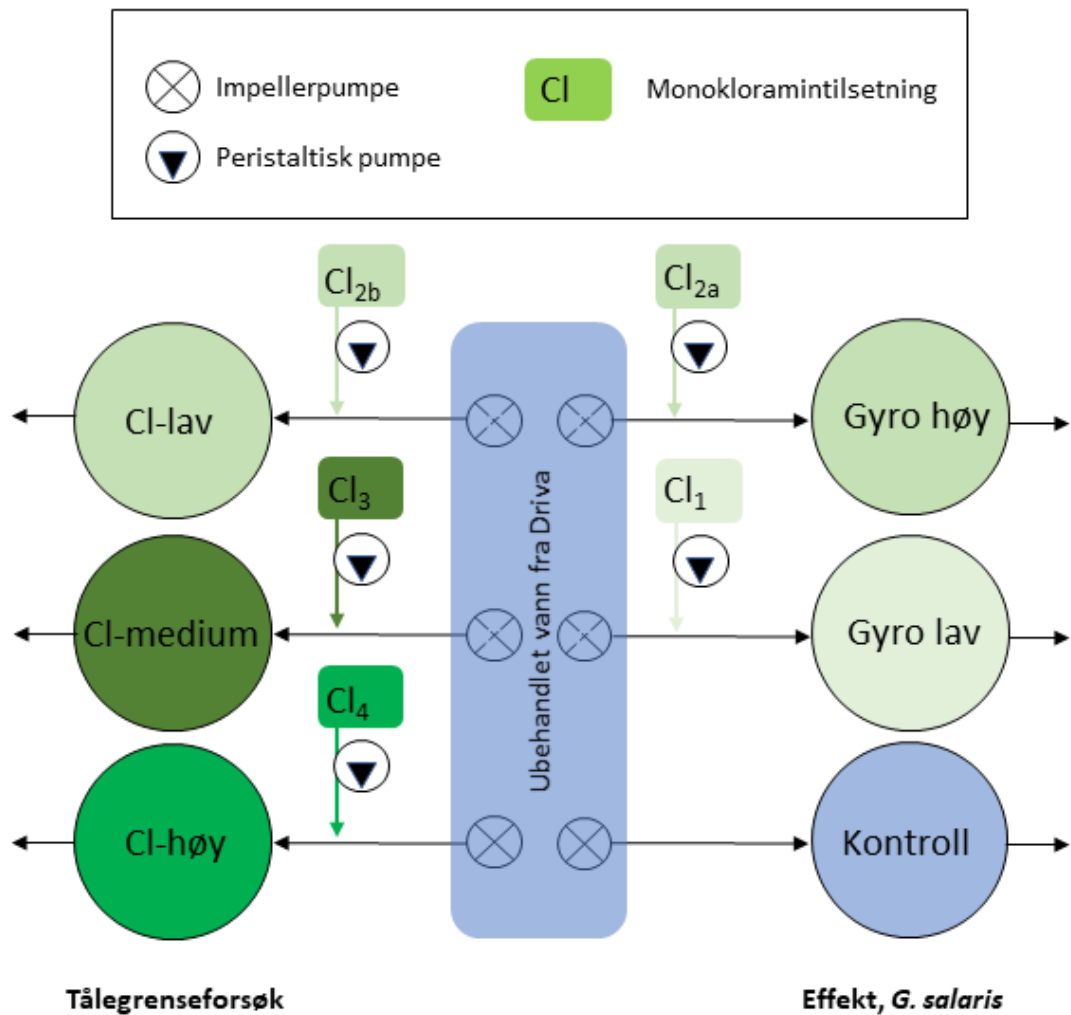 Impellerpumpe
Cl Monokloramintilsetning
Peristaltisk pumpe
Cl2b
Cl2a
Cl-lav
Gyro høy
Cl3
Cl1
Ubehandlet vann fra Driva
Cl-medium
Gyro lav
Cl4
Cl-høy
Kontroll
Tålegrenseforsøk
Effekt, G. salaris